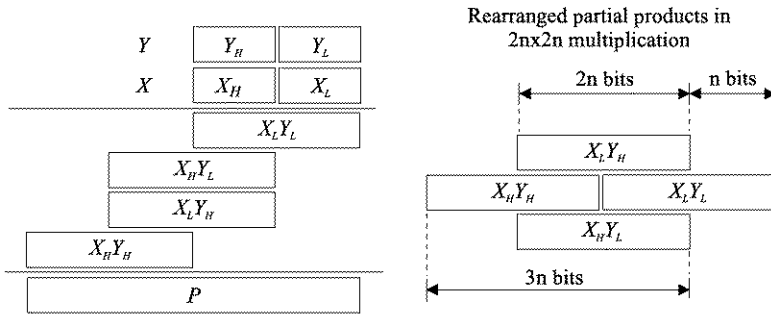 Y Y_H Y_L
X X_H X_L
X_L Y_L
X_H Y_L
X_L Y_H
X_H Y_H
P
Rearranged partial products in
2nx2n multiplication
2n bits n bits
X_L Y_H
X_H Y_H X_L Y_L
X_H Y_L
3n bits